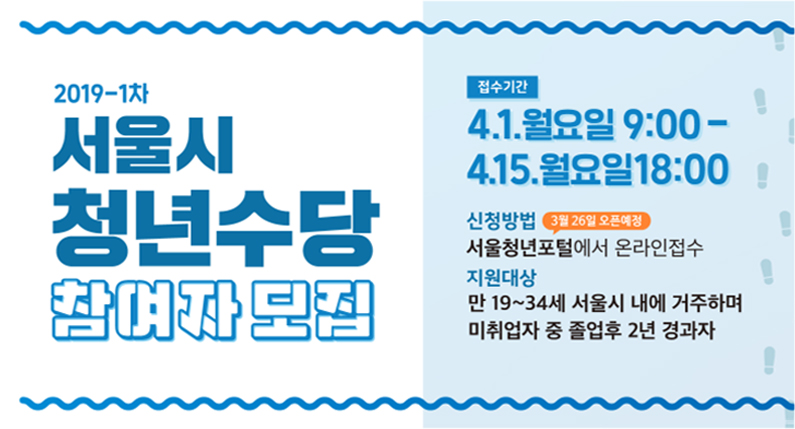 2019-1차
서울시
청년수당
참여자 모집
접수기간
4.1.월요일 9:00 -
4.15.월요일18:00
신청방법 3월 26일 오픈예정
서울청년포털에서 온라인접수
지원대상
만 19~34세 서울시 내에 거주하며
미취업자 중 졸업후 2년 경과자